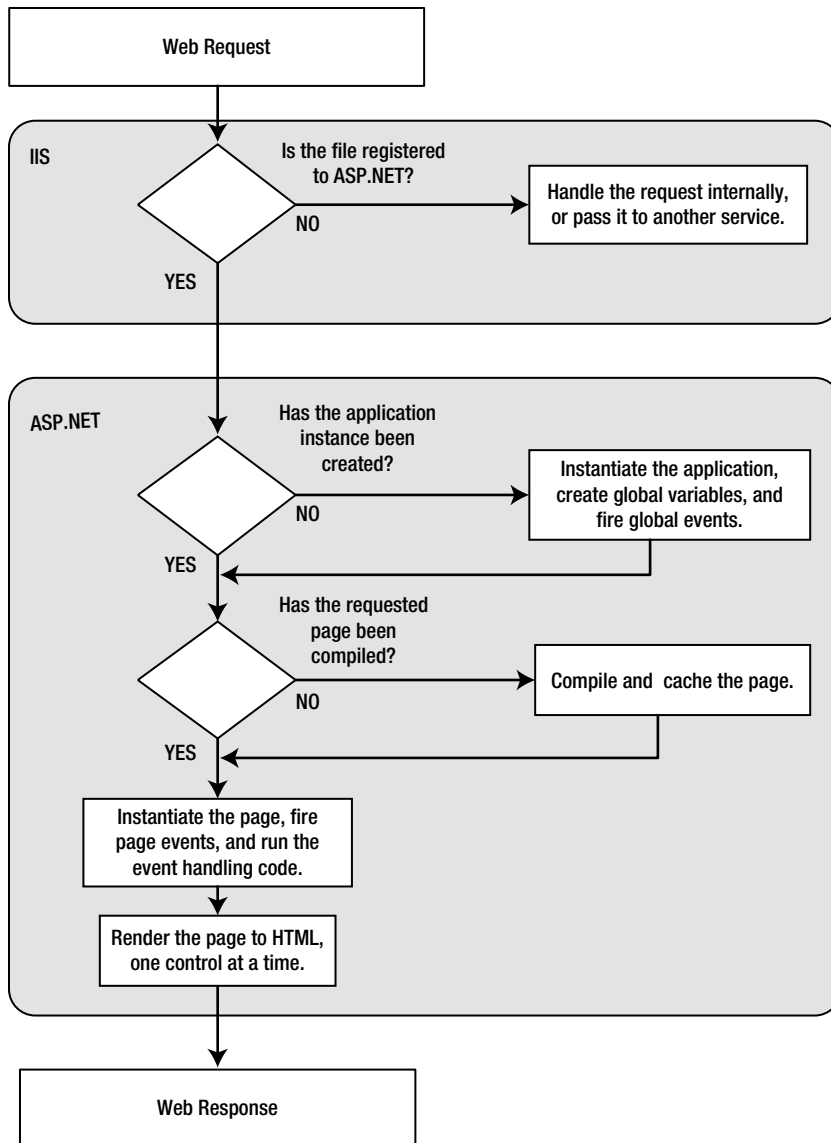 Web Request
IIS
Is the file registered
to ASP.NET?
Handle the request internally,
or pass it to another service.
NO
YES
ASP.NET
Has the application
instance been
created?
Instantiate the application,
create global variables, and
fire global events.
NO
YES
Has the requested
page been
compiled?
Compile and cache the page.
NO
YES
Instantiate the page, fire
page events, and run the
event handling code.
Render the page to HTML,
one control at a time.
Web Response